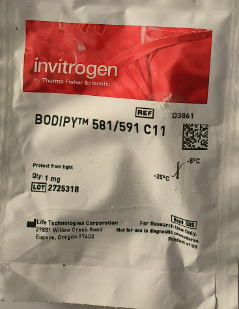 invitrogen
by Thermo Fisher Scientific
REF D3861
BODIPY™ 581/591 C11
-5°C
-25°C
Protect from light
Qty: 1 mg
LOT 2725318
Life Technologies Corporation
Willow Creek Road
Eugene, Oregon 97402
For Research Use Only.
Not for use in diagnostic procedures.